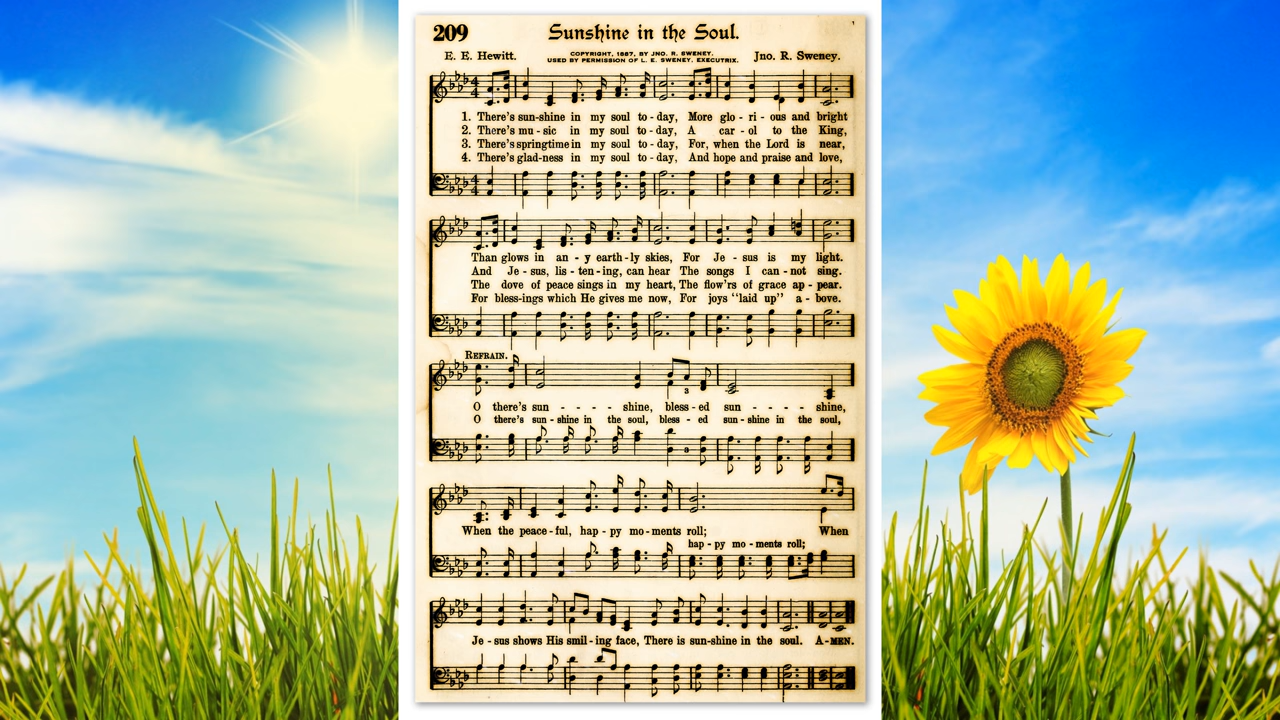 209
Sunshine in the Soul.
E. E. Hewitt.
COPYRIGHT, 1887, BY JNO. R. SWENEY.
USED BY PERMISSION OF L. E. SWENEY, EXECUTRIX.
Jno. R. Sweney.
1. There's sun-shine in my soul to-day, More glo-ri-ous and bright
2. There's mu-sic in my soul to-day, A car-ol to the King,
3. There's springtime in my soul to-day, For, when the Lord is near,
4. There's glad-ness in my soul to-day, And hope and praise and love,
Than glows in an-y earth-ly skies, For Je-sus is my light.
And Je-sus, lis-ten-ing, can hear The songs I can-not sing.
The dove of peace sings in my heart, The flow'rs of grace ap-pear.
For bless-ings which He gives me now, For joys "laid up" a-bove.
REFRAIN.
O there's sun - - - - shine, bless-ed sun - - - - shine,
O there's sun-shine in the soul, bless-ed sun-shine in the soul,
When the peace-ful, hap-py mo-ments roll; When
hap-py mo-ments roll;
Je-sus shows His smil-ing face, There is sun-shine in the soul. A-MEN.